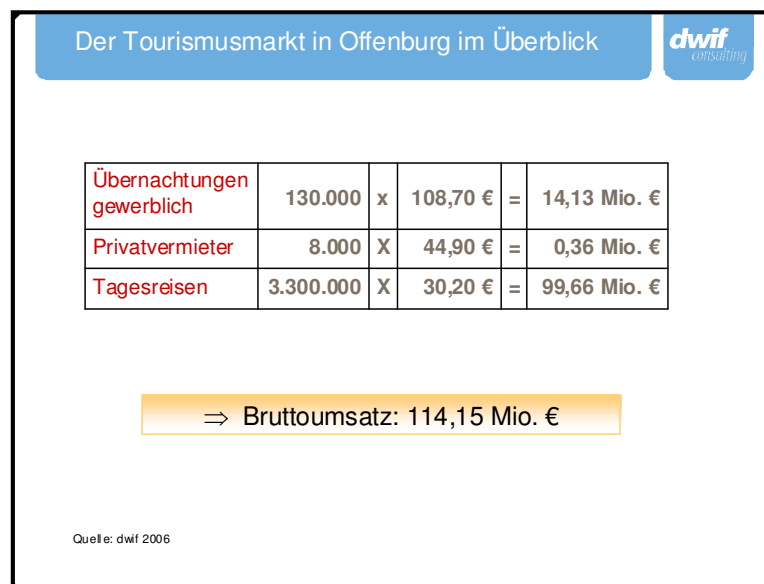 Der Tourismusmarkt in Offenburg im Überblick
dwif
consulting
Übernachtungen
gewerblich 130.000 x 108,70 € = 14,13 Mio. €
Privatvermieter 8.000 X 44,90 € = 0,36 Mio. €
Tagesreisen 3.300.000 X 30,20 € = 99,66 Mio. €
⇒ Bruttoumsatz: 114,15 Mio. €
Quelle: dwif 2006